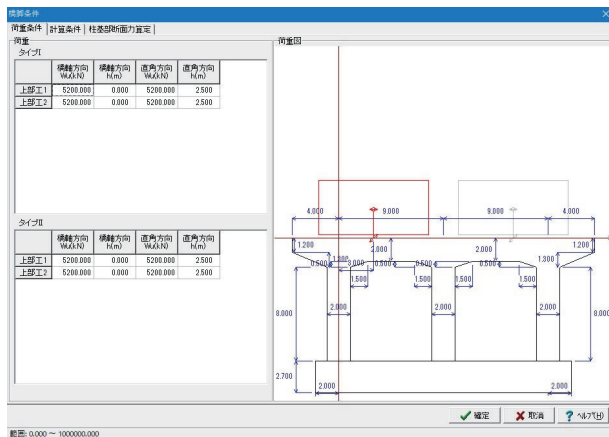 橋脚条件
荷重条件 計算条件 柱基部断面力算定
荷重
タイプI
橋軸方向 Wu(kN) 橋軸方向 h(m) 直角方向 Wu(kN) 直角方向 h(m)
上部工1 5200.000 0.000 5200.000 2.500
上部工2 5200.000 0.000 5200.000 2.500
タイプII
橋軸方向 Wu(kN) 橋軸方向 h(m) 直角方向 Wu(kN) 直角方向 h(m)
上部工1 5200.000 0.000 5200.000 2.500
上部工2 5200.000 0.000 5200.000 2.500
荷重図
4.000 9.000 9.000 4.000
1.200 2.000 2.000 1.200
1.300 1.300
0.500 3.000 0.500 0.500 0.500 0.500
1.500 1.500 1.500 1.500
8.000 2.000 2.000 2.000 8.000
2.700
2.000 2.000
確定 取消 ヘルプ(H)
範囲: 0.000 ～ 1000000.000